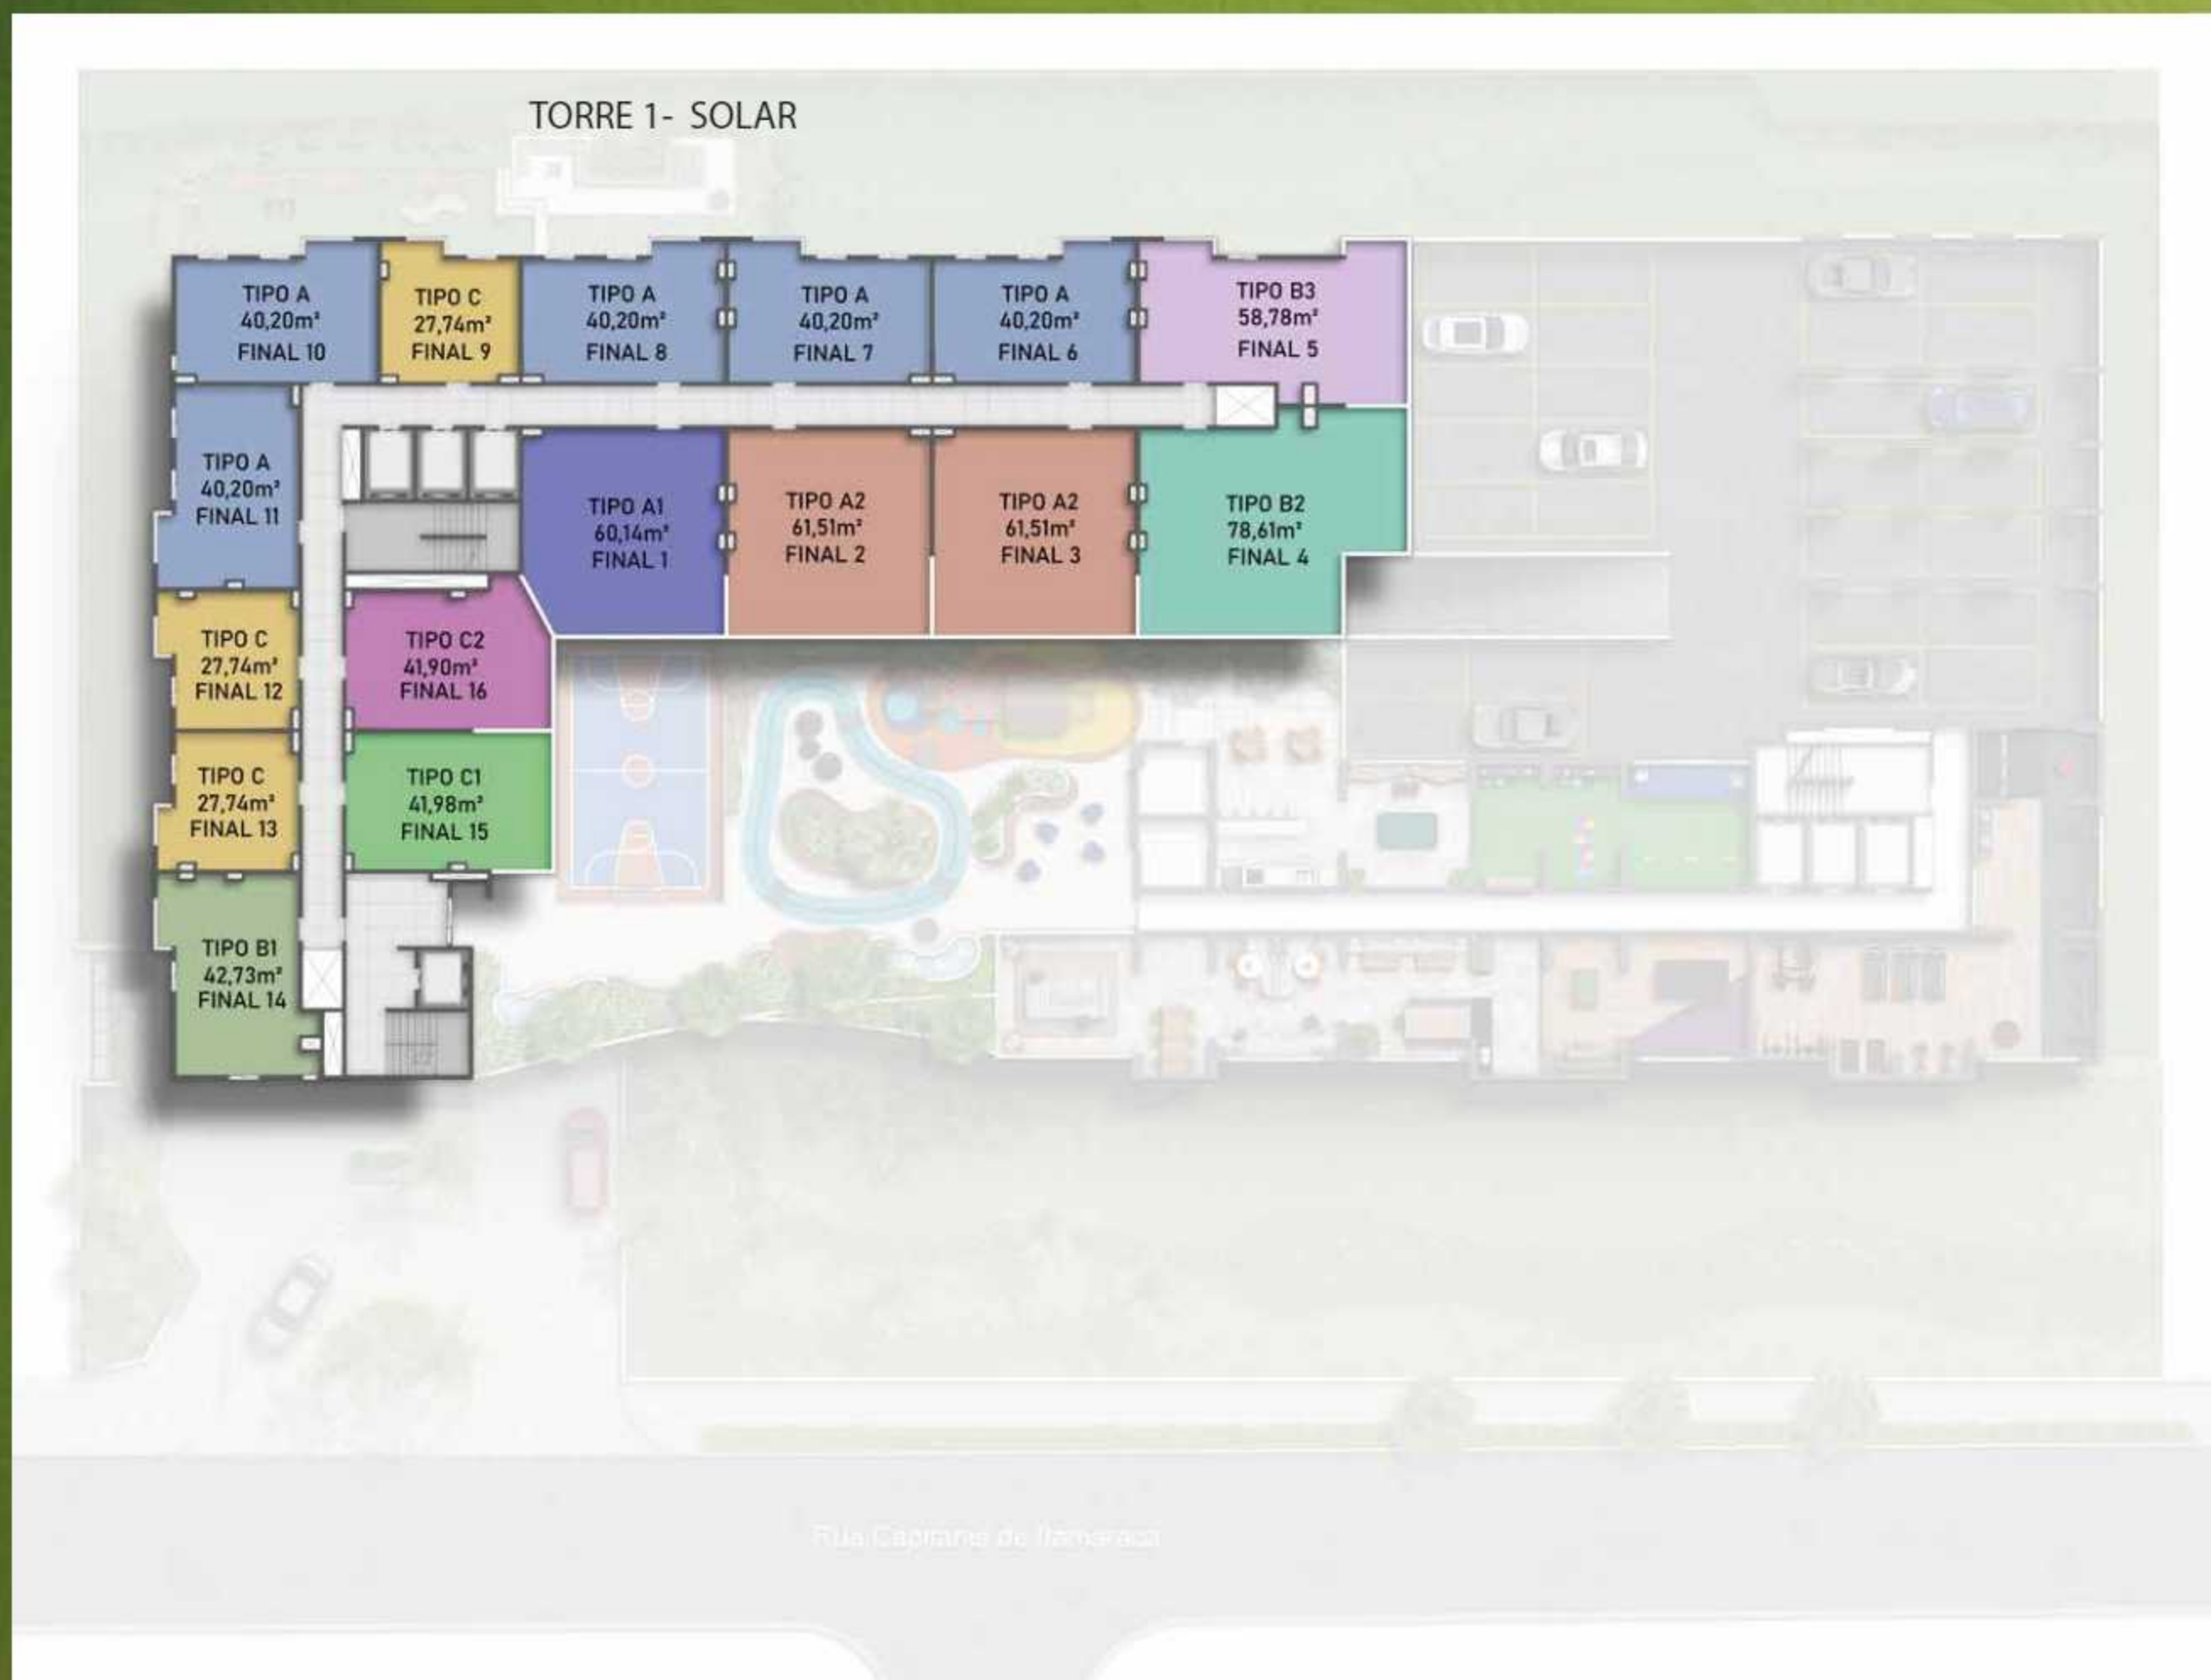 TORRE 1- SOLAR
TIPO A
40,20m²
FINAL 10
TIPO C
27,74m²
FINAL 9
TIPO A
40,20m²
FINAL 8
TIPO A
40,20m²
FINAL 7
TIPO A
40,20m²
FINAL 6
TIPO B3
58,78m²
FINAL 5
TIPO A
40,20m²
FINAL 11
TIPO A1
60,14m²
FINAL 1
TIPO A2
61,51m²
FINAL 2
TIPO A2
61,51m²
FINAL 3
TIPO B2
78,61m²
FINAL 4
TIPO C
27,74m²
FINAL 12
TIPO C2
41,90m²
FINAL 16
TIPO C
27,74m²
FINAL 13
TIPO C1
41,98m²
FINAL 15
TIPO B1
42,73m²
FINAL 14
Rua Capitania de Itamaracá